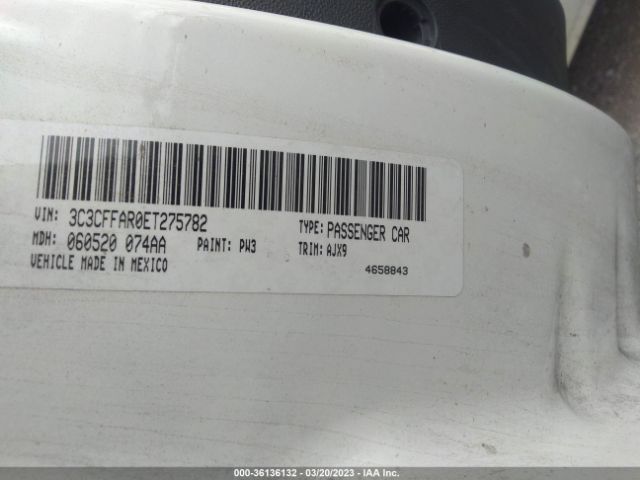 VIN: 3C3CFFAR0ET275782 TYPE: PASSENGER CAR
MDH: 060520 074AA PAINT: PW3 TRIM: AJX9
VEHICLE MADE IN MEXICO 4658843
000-36136132 — 03/20/2023 — IAA Inc.